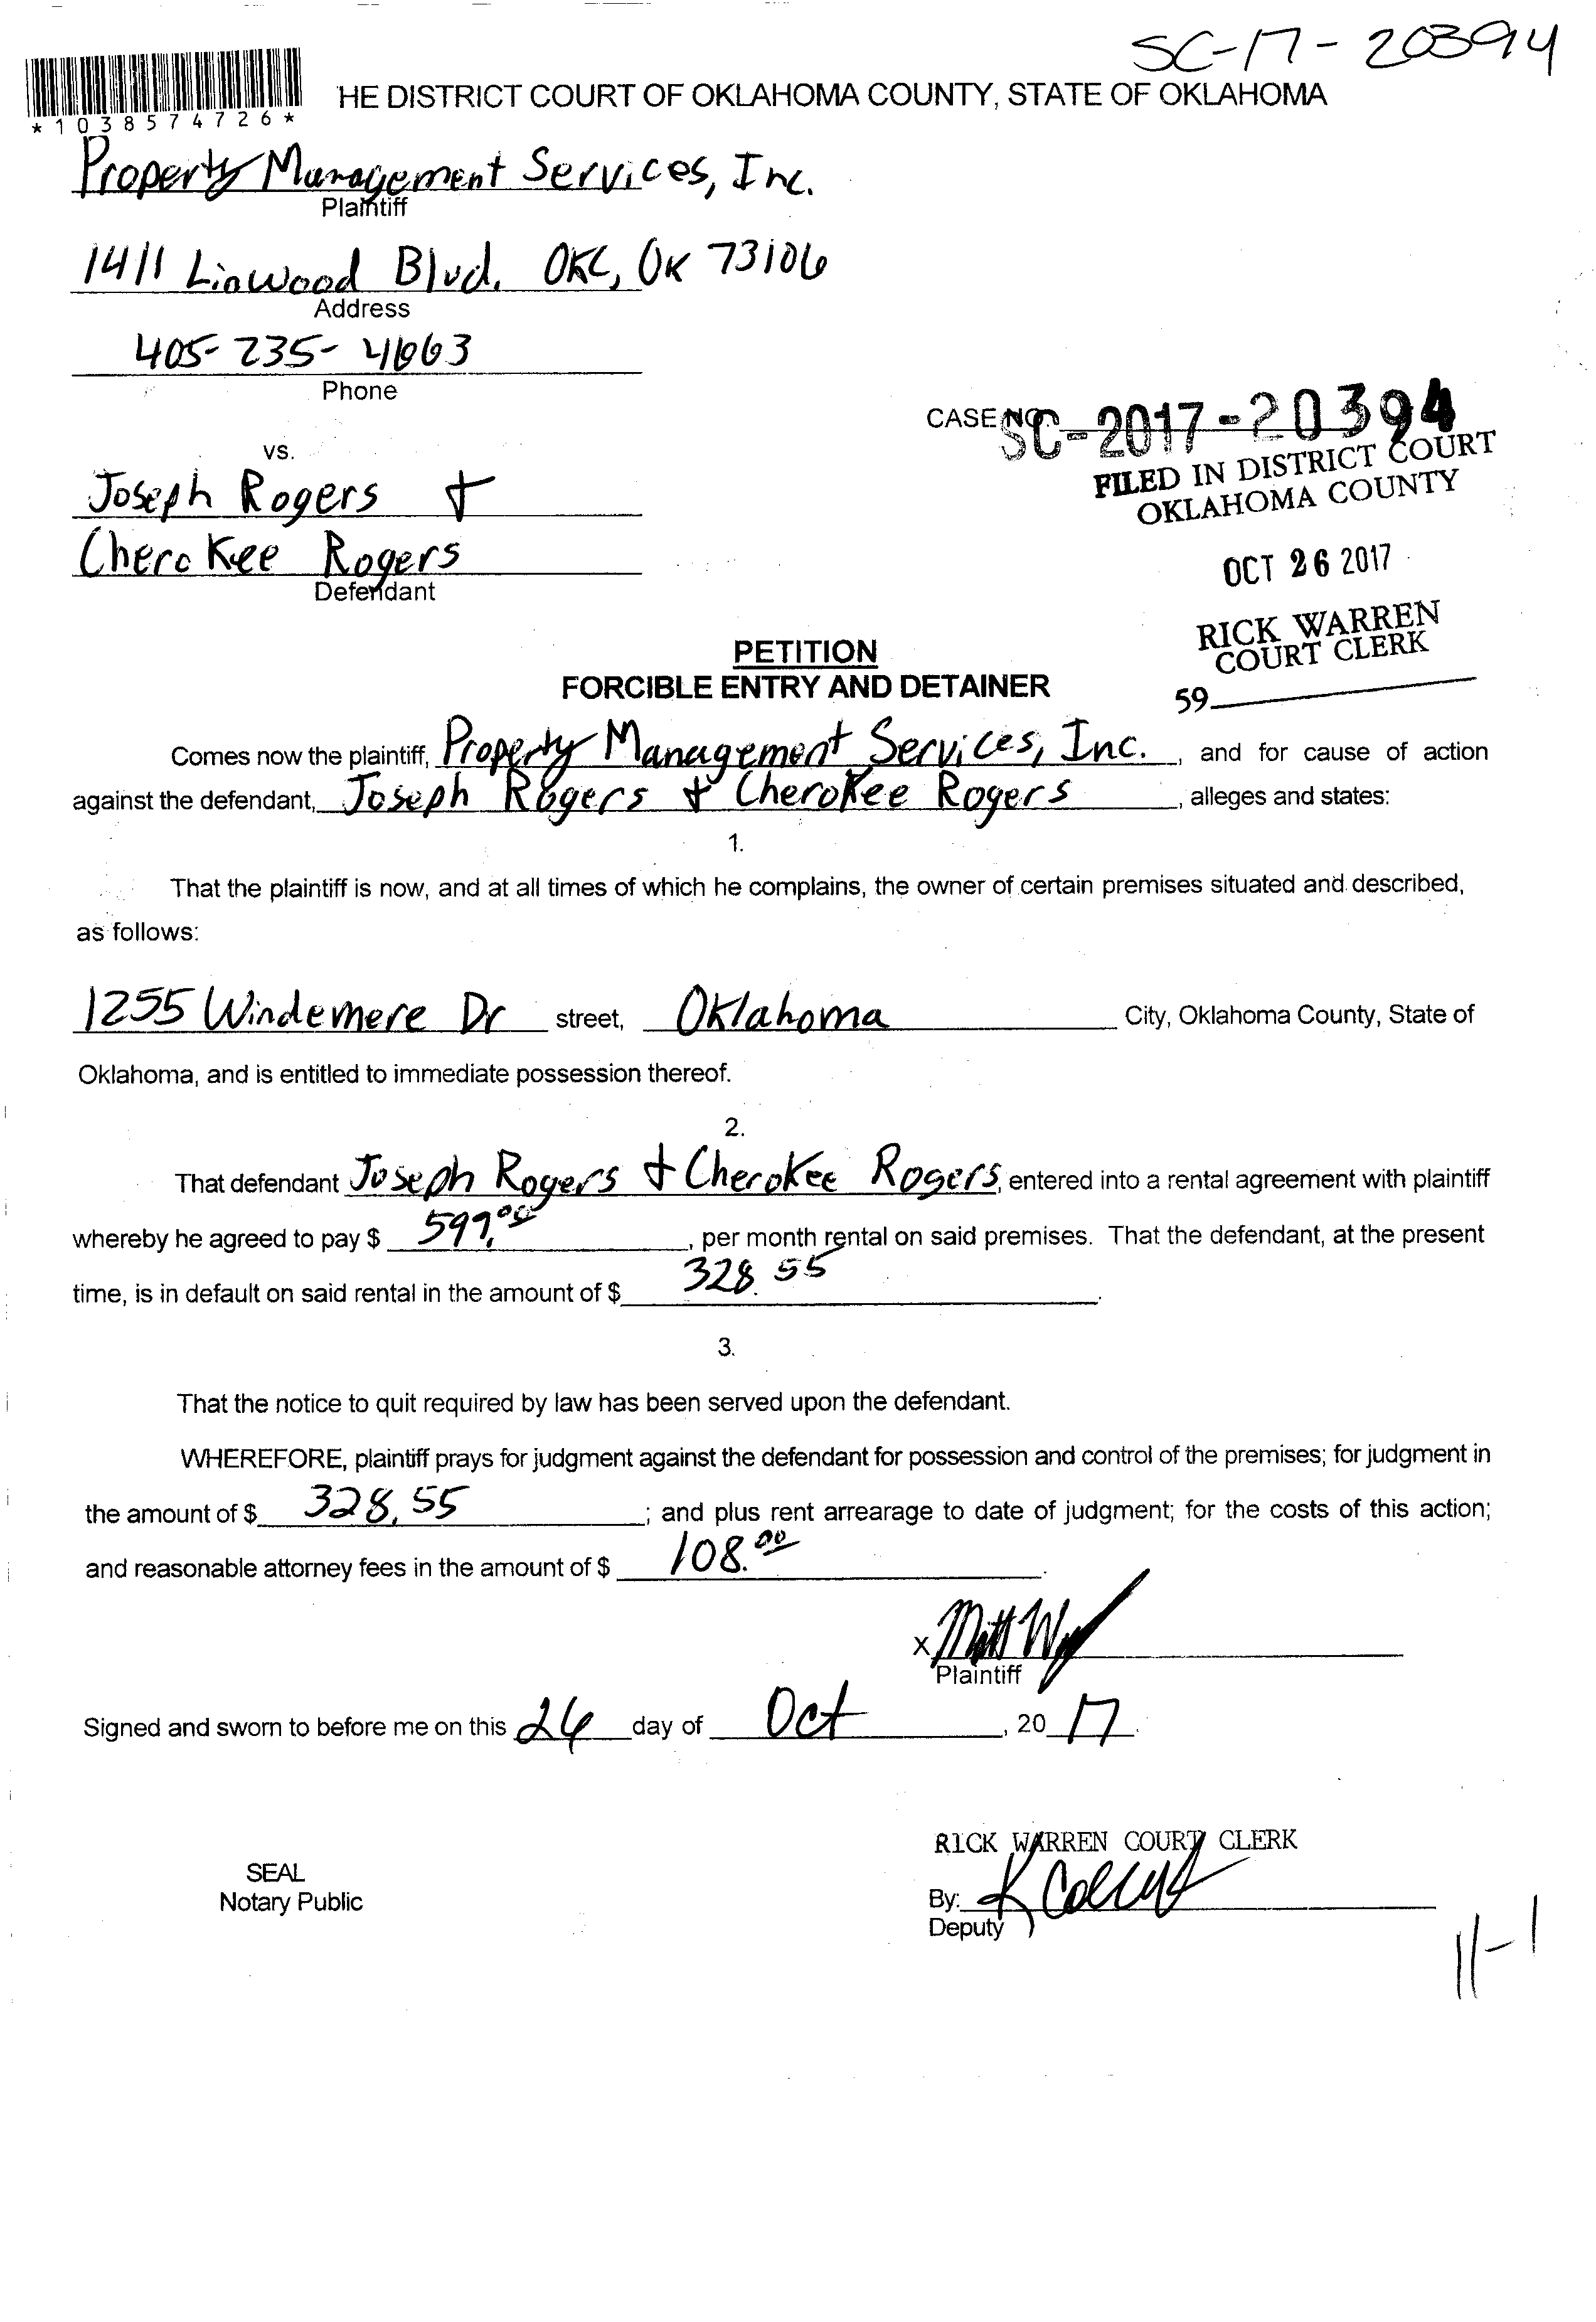 SC-17-20394
*1038574726*
HE DISTRICT COURT OF OKLAHOMA COUNTY, STATE OF OKLAHOMA
Property Management Services, Inc.
Plaintiff
1411 Linwood Blvd. OKC, OK 73106
Address
405-235-4663
Phone
CASE NO. SC-2017-20394
vs.
FILED IN DISTRICT COURT
OKLAHOMA COUNTY
Joseph Rogers +
Cherokee Rogers
Defendant
OCT 26 2017
RICK WARREN
COURT CLERK
59
PETITION
FORCIBLE ENTRY AND DETAINER
Comes now the plaintiff, Property Management Services, Inc., and for cause of action
against the defendant, Joseph Rogers + Cherokee Rogers, alleges and states:
1.
That the plaintiff is now, and at all times of which he complains, the owner of certain premises situated and described,
as follows:
1255 Windemere Dr street, Oklahoma City, Oklahoma County, State of
Oklahoma, and is entitled to immediate possession thereof.
2.
That defendant Joseph Rogers + Cherokee Rogers, entered into a rental agreement with plaintiff
whereby he agreed to pay $ 599.00, per month rental on said premises. That the defendant, at the present
time, is in default on said rental in the amount of $ 328.55.
3.
That the notice to quit required by law has been served upon the defendant.
WHEREFORE, plaintiff prays for judgment against the defendant for possession and control of the premises; for judgment in
the amount of $ 328.55; and plus rent arrearage to date of judgment; for the costs of this action;
and reasonable attorney fees in the amount of $ 108.00.
X Matt
Plaintiff
Signed and sworn to before me on this 26 day of Oct, 20 17.
RICK WARREN COURT CLERK
SEAL
Notary Public
By: K
Deputy
11-1